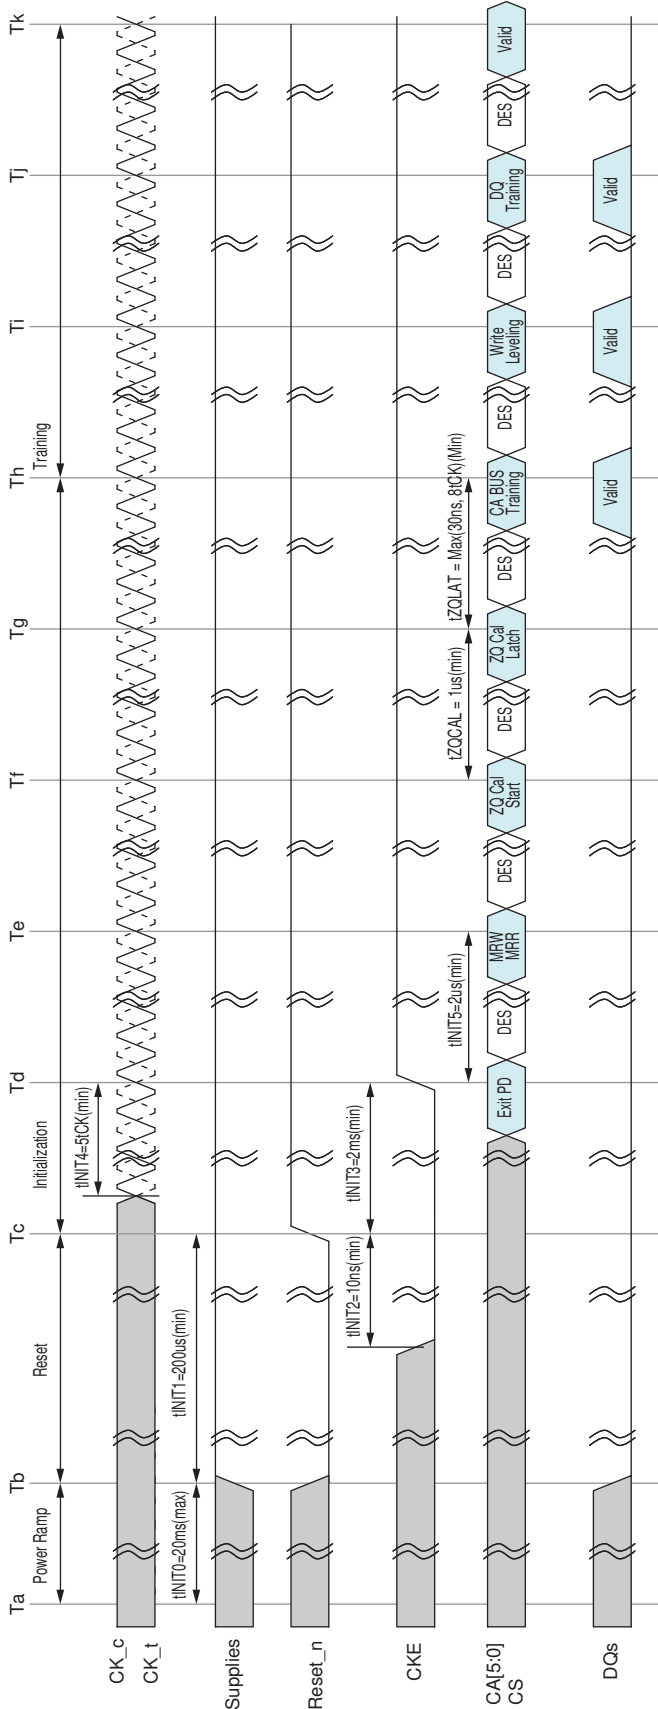 Ta Tb Tc Td Te Tf Tg Th Ti Tj Tk
Power Ramp Reset Initialization Training
tINIT4=5tCK(min)
CK_c
CK_t
tINIT0=20ms(max) tINIT1=200us(min)
Supplies
Reset_n
tINIT2=10ns(min) tINIT3=2ms(min)
CKE
tINIT5=2us(min) tZQCAL = 1us(min) tZQLAT = Max(30ns, 8tCK)(Min)
CA[5:0]
CS
Exit PD
DES
MRW
MRR
DES
ZQ Cal
Start
DES
ZQ Cal
Latch
DES
CA BUS
Training
DES
Write
Leveling
DES
DQ
Training
DES
Valid
DQs
Valid
Valid
Valid